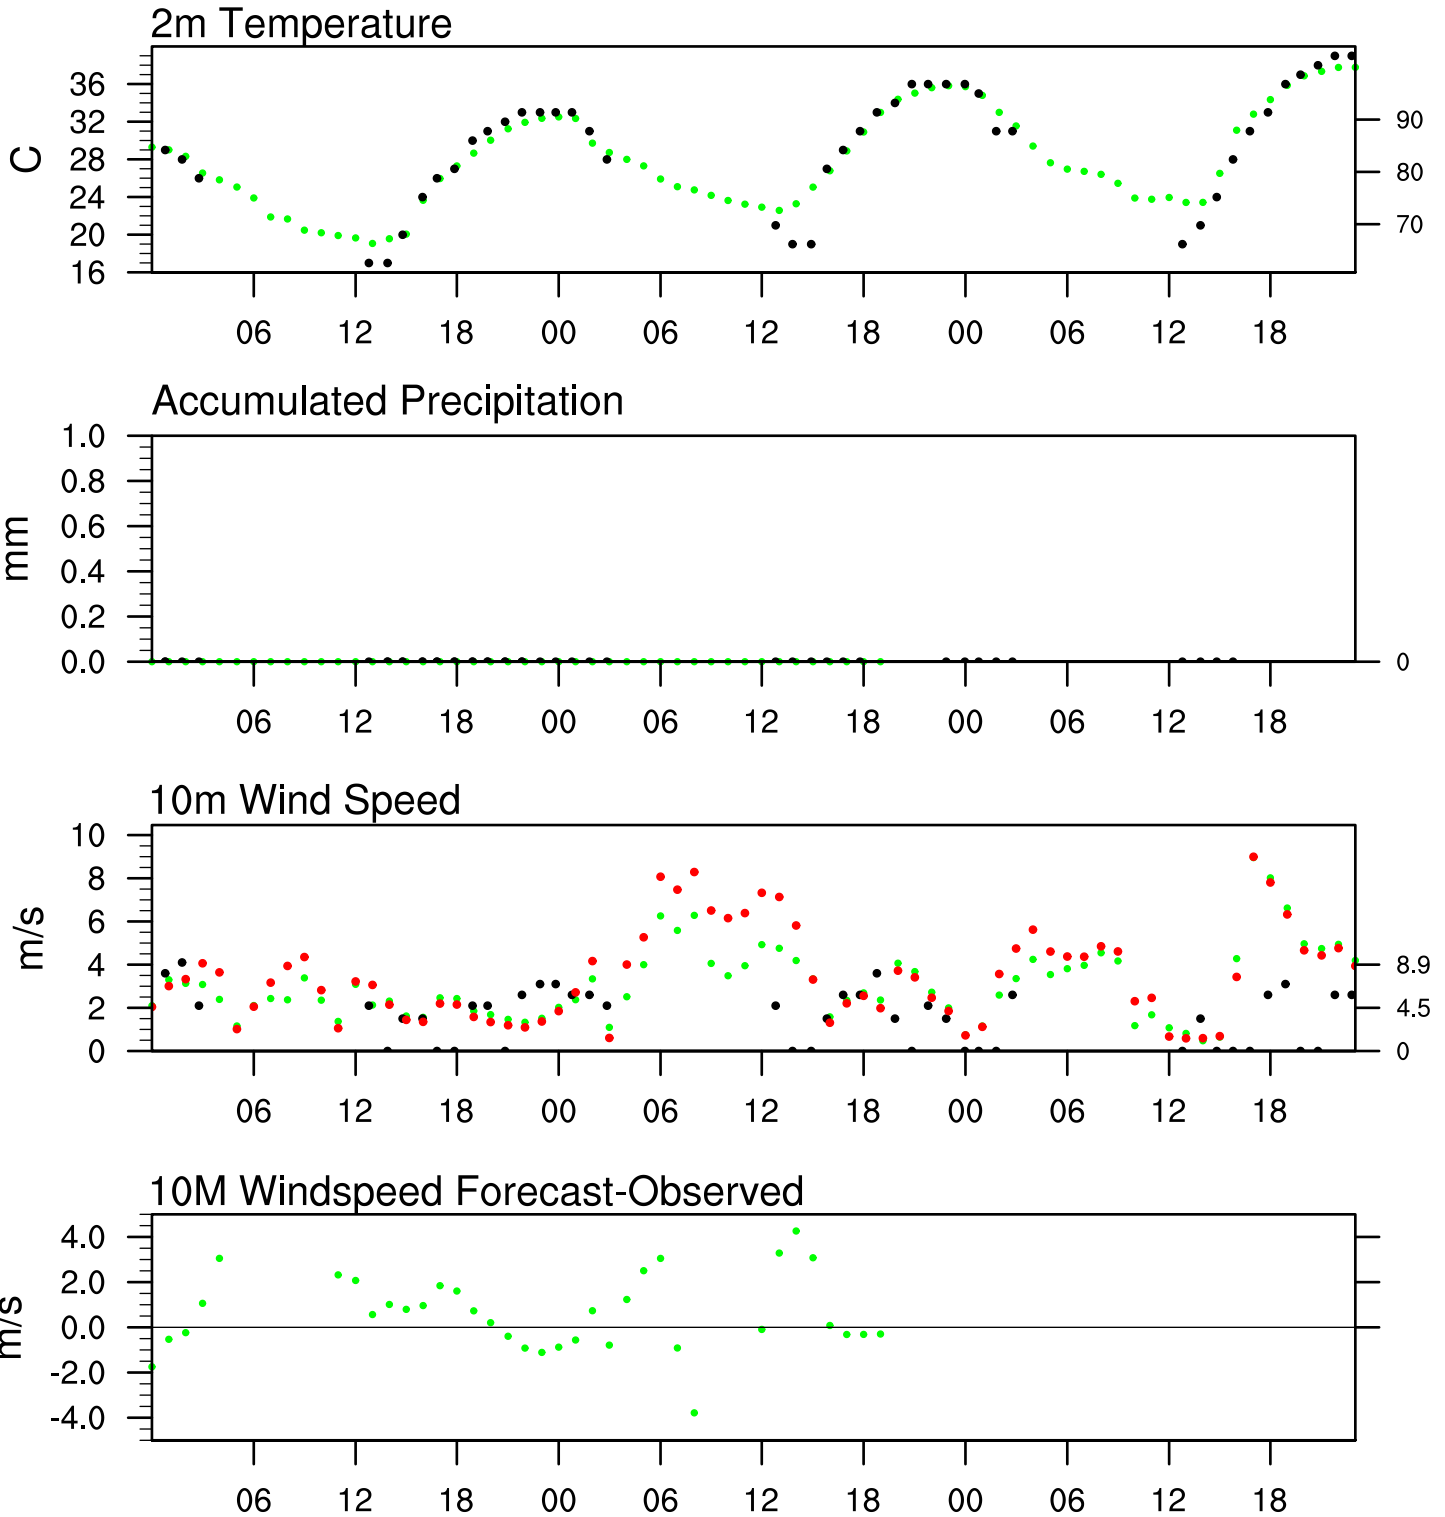 2m Temperature
36
32
90
C
28
80
24
70
20
16
06 12 18 00 06 12 18 00 06 12 18
Accumulated Precipitation
1.0
0.8
0.6
mm
0.4
0.2
0.0
0
06 12 18 00 06 12 18 00 06 12 18
10m Wind Speed
10
8
6
m/s
4
8.9
2
4.5
0
0
06 12 18 00 06 12 18 00 06 12 18
10M Windspeed Forecast-Observed
4.0
2.0
m/s
0.0
-2.0
-4.0
06 12 18 00 06 12 18 00 06 12 18